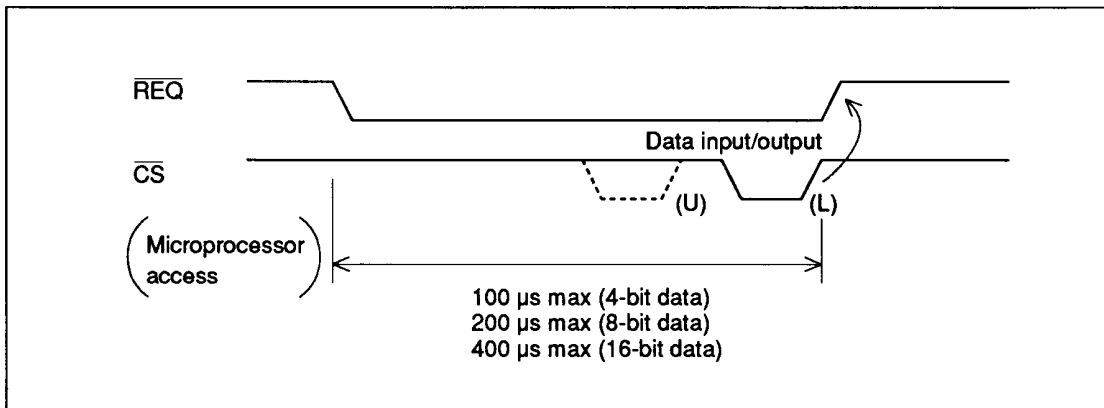 REQ
Data input/output
CS
(U)
(L)
Microprocessor
access
100 µs max (4-bit data)
200 µs max (8-bit data)
400 µs max (16-bit data)